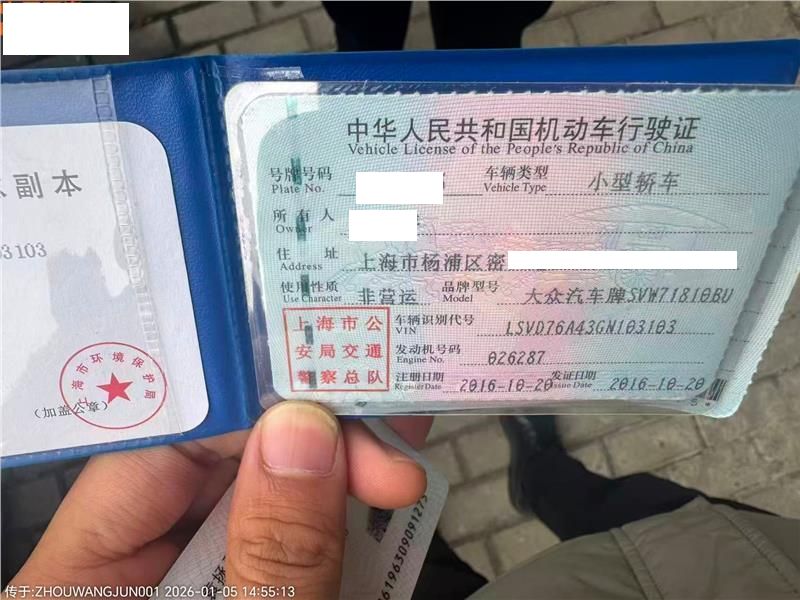 副本
03103
上海市环境保护局
(加盖公章)
中华人民共和国机动车行驶证
Vehicle License of the People's Republic of China
号牌号码 车辆类型 小型轿车
Plate No. Vehicle Type
所有人
Owner
住址 上海市杨浦区密
Address
使用性质 非营运 品牌型号 大众汽车牌SVW71810BU
Use Character Model
上海市公安局交通警察总队
车辆识别代号 LSVD76A43GN103103
VIN
发动机号码 026287
Engine No.
注册日期 2016-10-20 发证日期 2016-10-20
Register Date Issue Date
传于:ZHOUWANGJUN001 2026-01-05 14:55:13